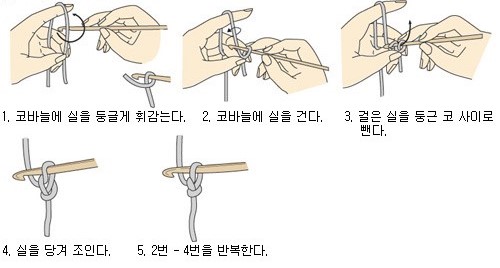 1. 코바늘에 실을 둥글게 휘감는다.
2. 코바늘에 실을 건다.
3. 걸은 실을 둥근 코 사이로
뺀다.
4. 실을 당겨 조인다.
5. 2번 - 4번을 반복한다.